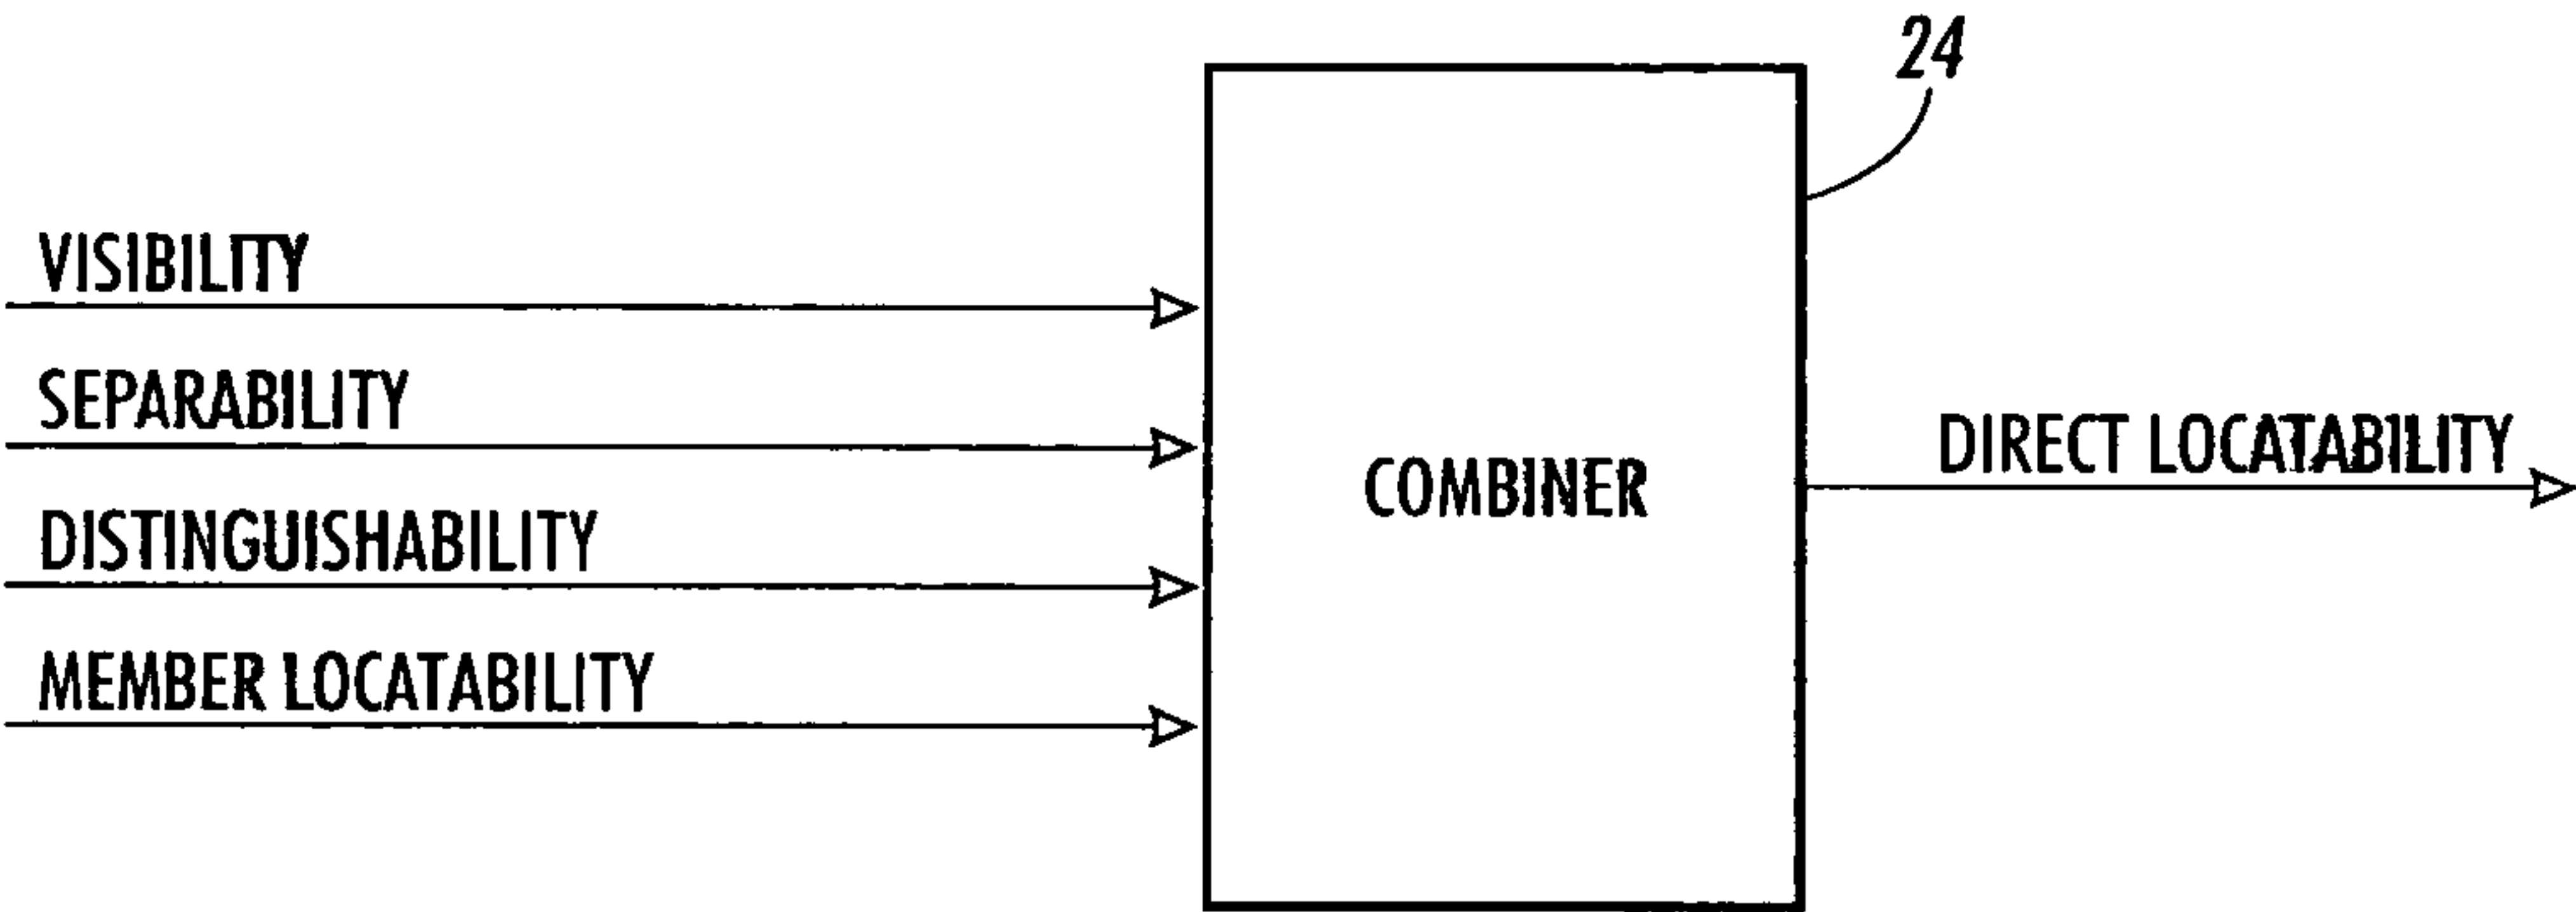 24
VISIBILITY
SEPARABILITY
DISTINGUISHABILITY
MEMBER LOCATABILITY
COMBINER
DIRECT LOCATABILITY